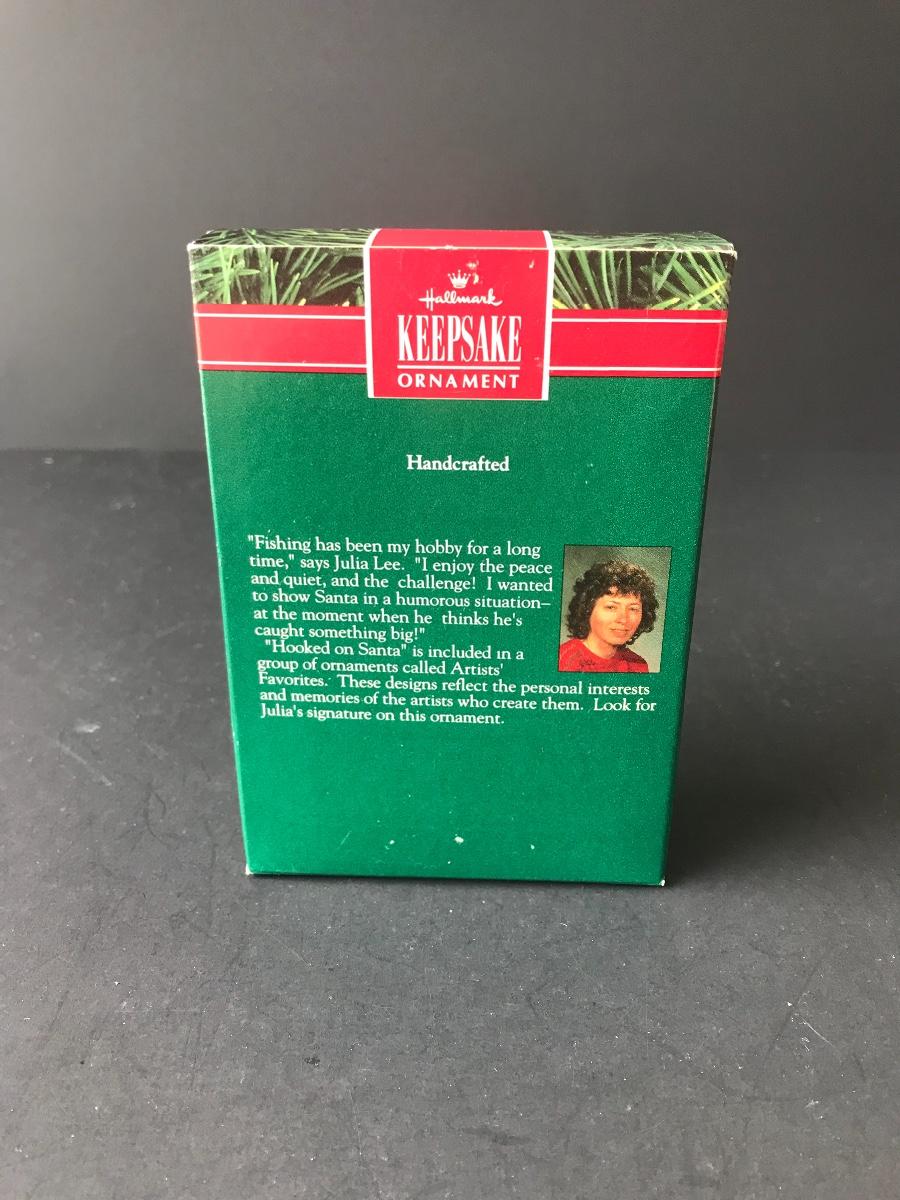 Hallmark
KEEPSAKE
ORNAMENT
Handcrafted
"Fishing has been my hobby for a long
time," says Julia Lee. "I enjoy the peace
and quiet, and the challenge! I wanted
to show Santa in a humorous situation—
at the moment when he thinks he's
caught something big!"
"Hooked on Santa" is included in a
group of ornaments called Artists'
Favorites. These designs reflect the personal interests
and memories of the artists who create them. Look for
Julia's signature on this ornament.